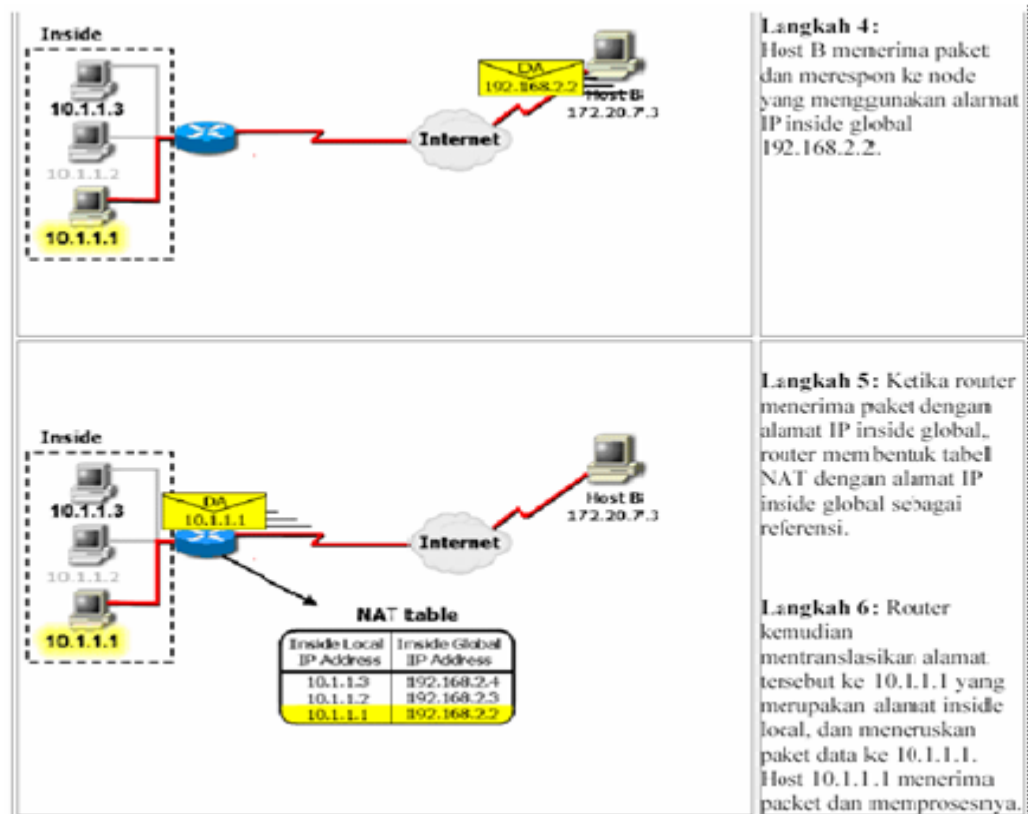 Inside
10.1.1.3
10.1.1.2
10.1.1.1
Internet
DA
192.168.2.2
Host B
172.20.7.3
Langkah 4:
Host B menerima paket
dan merespon ke node
yang menggunakan alamat
IP inside global
192.168.2.2.
Inside
10.1.1.3
10.1.1.2
10.1.1.1
DA
10.1.1.1
Internet
Host B
172.20.7.3
NAT table
Inside Local Inside Global
IP Address IP Address
10.1.1.3 192.168.2.4
10.1.1.2 192.168.2.3
10.1.1.1 192.168.2.2
Langkah 5: Ketika router
menerima paket dengan
alamat IP inside global,
router membentuk tabel
NAT dengan alamat IP
inside global sebagai
referensi.
Langkah 6: Router
kemudian
mentranslasikan alamat
tersebut ke 10.1.1.1 yang
merupakan alamat inside
local, dan meneruskan
paket data ke 10.1.1.1.
Host 10.1.1.1 menerima
packet dan memprosesnya.